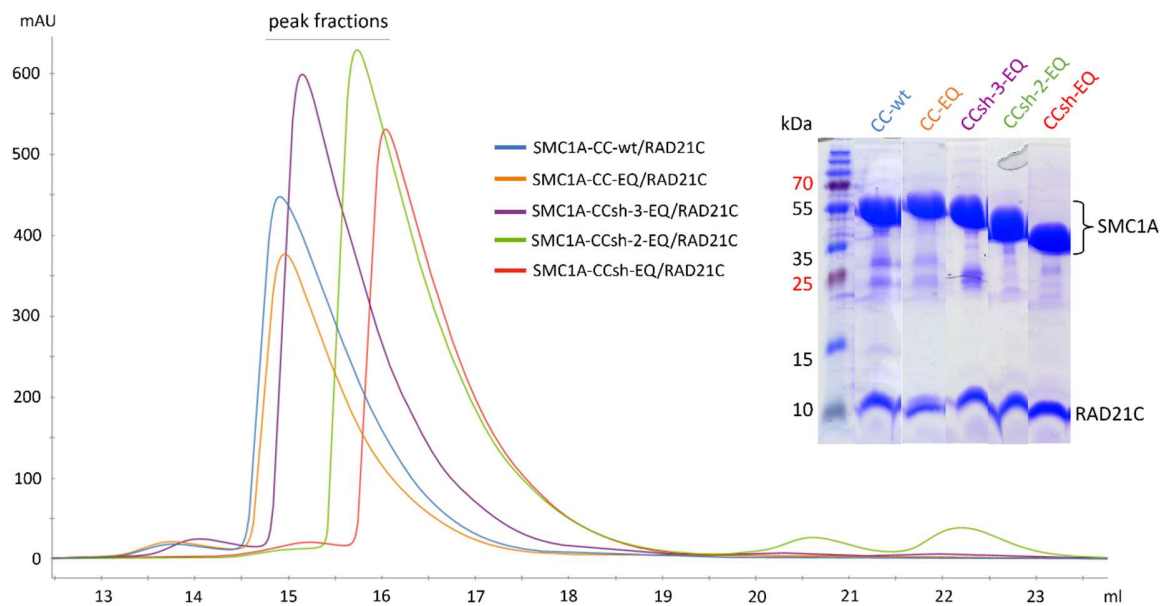 mAU
peak fractions
600
500
400
300
200
100
0
13 14 15 16 17 18 19 20 21 22 23 ml
SMC1A-CC-wt/RAD21C
SMC1A-CC-EQ/RAD21C
SMC1A-CCsh-3-EQ/RAD21C
SMC1A-CCsh-2-EQ/RAD21C
SMC1A-CCsh-EQ/RAD21C
kDa
CC-wt
CC-EQ
CCsh-3-EQ
CCsh-2-EQ
CCsh-EQ
70
55
35
25
15
10
SMC1A
RAD21C